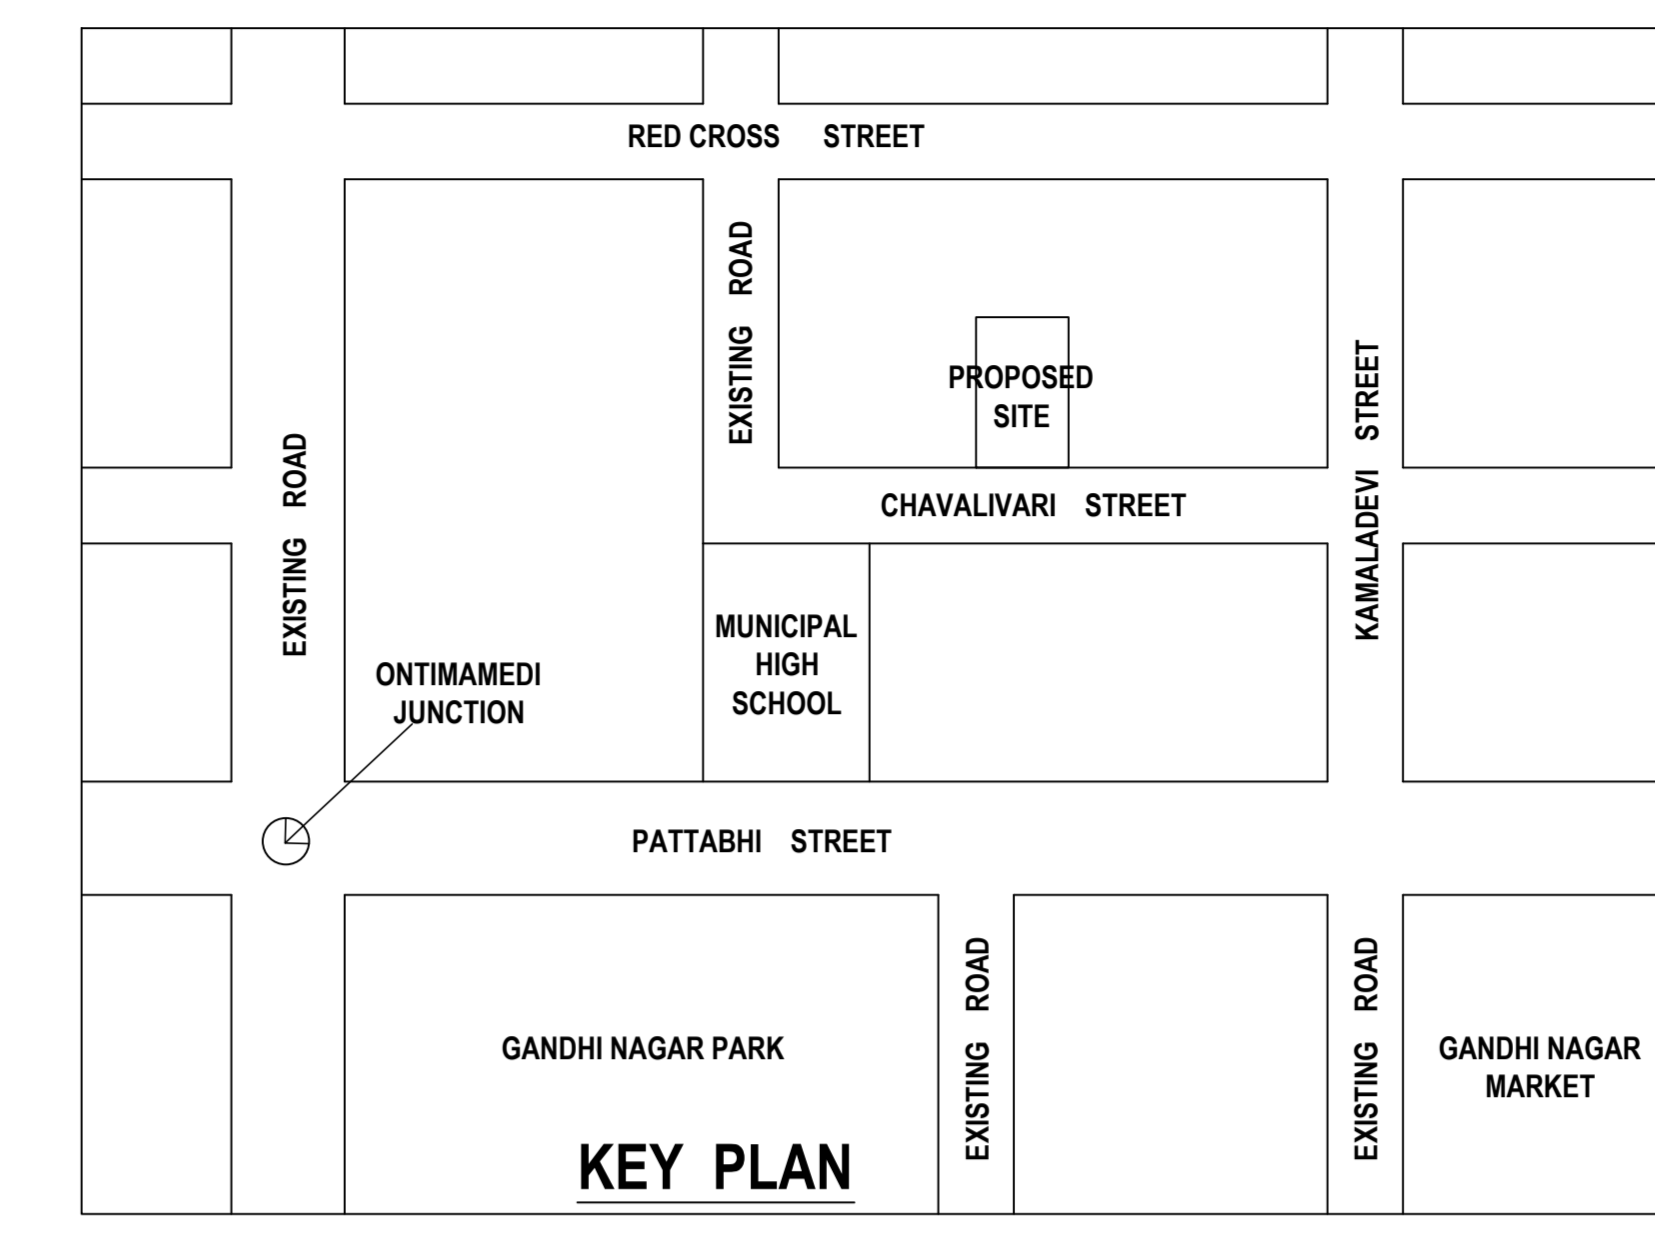 RED CROSS STREET
EXISTING ROAD
PROPOSED
SITE
KAMALADEVI STREET
EXISTING ROAD
CHAVALIVARI STREET
MUNICIPAL
HIGH
SCHOOL
ONTIMAMEDI
JUNCTION
PATTABHI STREET
EXISTING ROAD
EXISTING ROAD
GANDHI NAGAR PARK
GANDHI NAGAR
MARKET
KEY PLAN